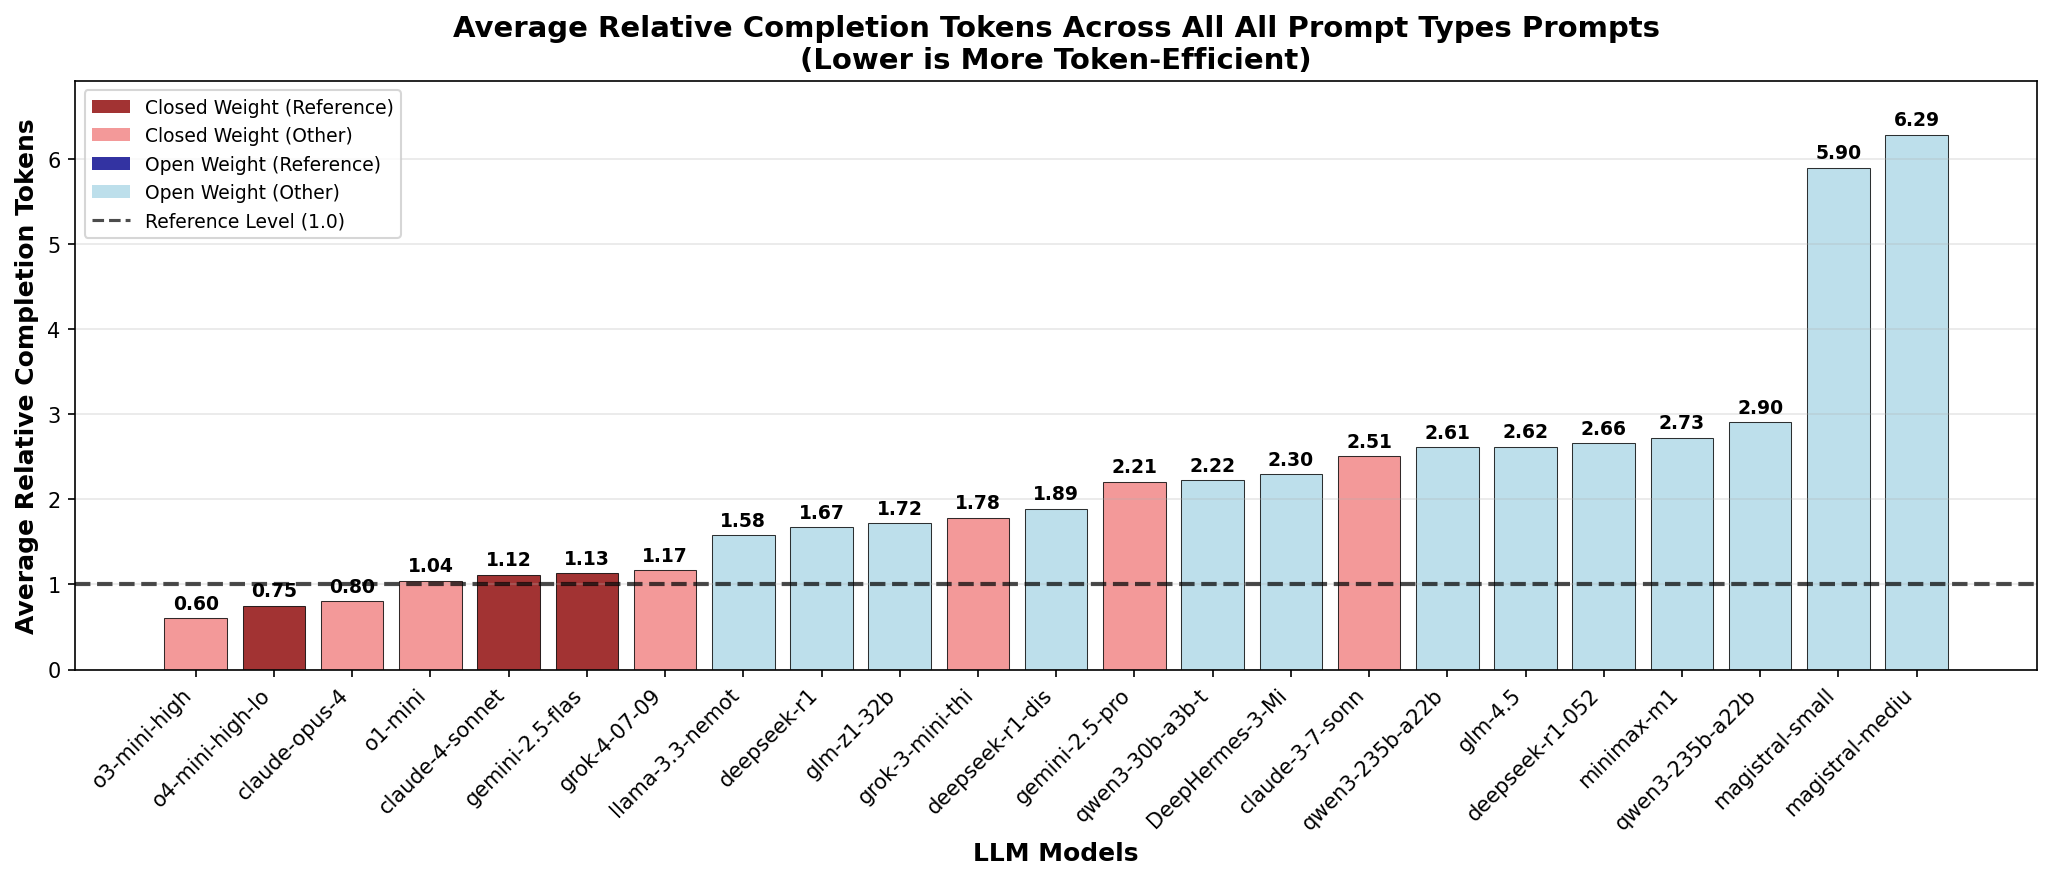 Average Relative Completion Tokens Across All All Prompt Types Prompts
(Lower is More Token-Efficient)
Closed Weight (Reference)
Closed Weight (Other)
Open Weight (Reference)
Open Weight (Other)
Reference Level (1.0)
Average Relative Completion Tokens
6
5
4
3
2
1
0
0.60
0.75
0.80
1.04
1.12
1.13
1.17
1.58
1.67
1.72
1.78
1.89
2.21
2.22
2.30
2.51
2.61
2.62
2.66
2.73
2.90
5.90
6.29
o3-mini-high
o4-mini-high-lo
claude-opus-4
o1-mini
claude-4-sonnet
gemini-2.5-flas
grok-4-07-09
llama-3.3-nemot
deepseek-r1
glm-z1-32b
grok-3-mini-thi
deepseek-r1-dis
gemini-2.5-pro
qwen3-30b-a3b-t
DeepHermes-3-Mi
claude-3-7-sonn
qwen3-235b-a22b
glm-4.5
deepseek-r1-052
minimax-m1
qwen3-235b-a22b
magistral-small
magistral-mediu
LLM Models